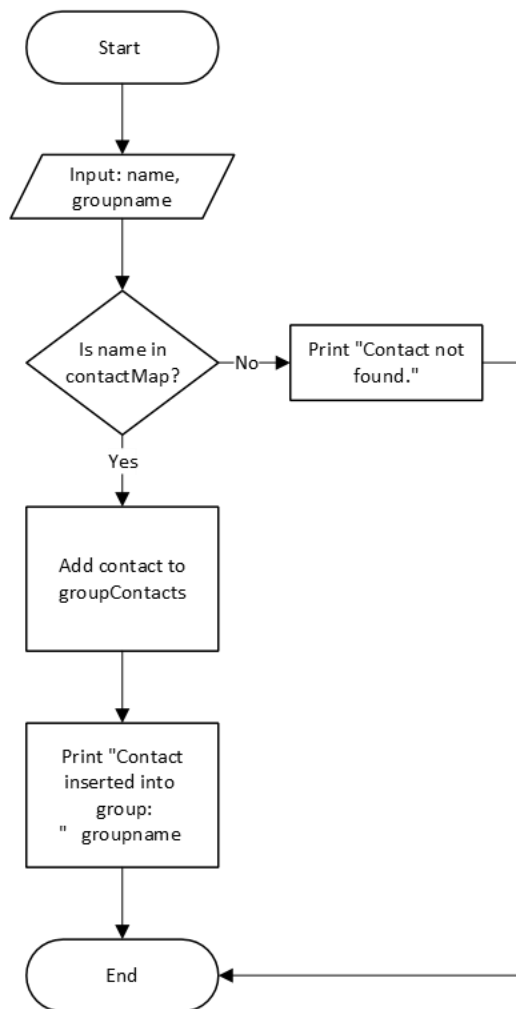 Start
Input: name,
groupname
Is name in
contactMap?
No
Print "Contact not
found."
Yes
Add contact to
groupContacts
Print "Contact
inserted into
group:
" groupname
End